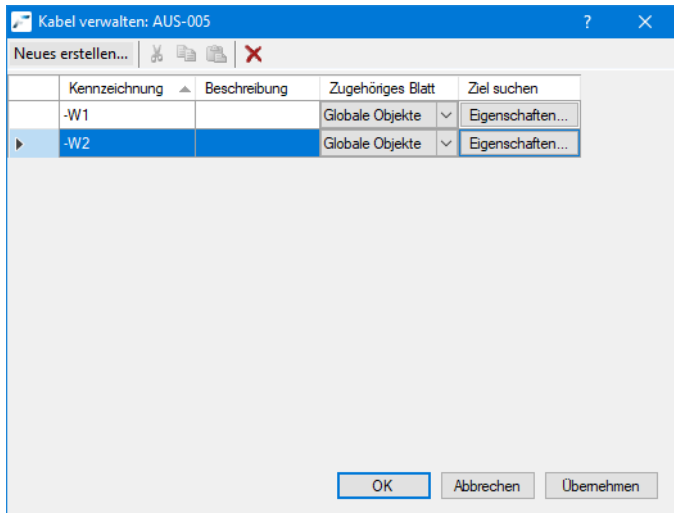 Kabel verwalten: AUS-005
Neues erstellen...
Kennzeichnung Beschreibung Zugehöriges Blatt Ziel suchen
-W1 Globale Objekte Eigenschaften...
-W2 Globale Objekte Eigenschaften...
OK Abbrechen Übernehmen